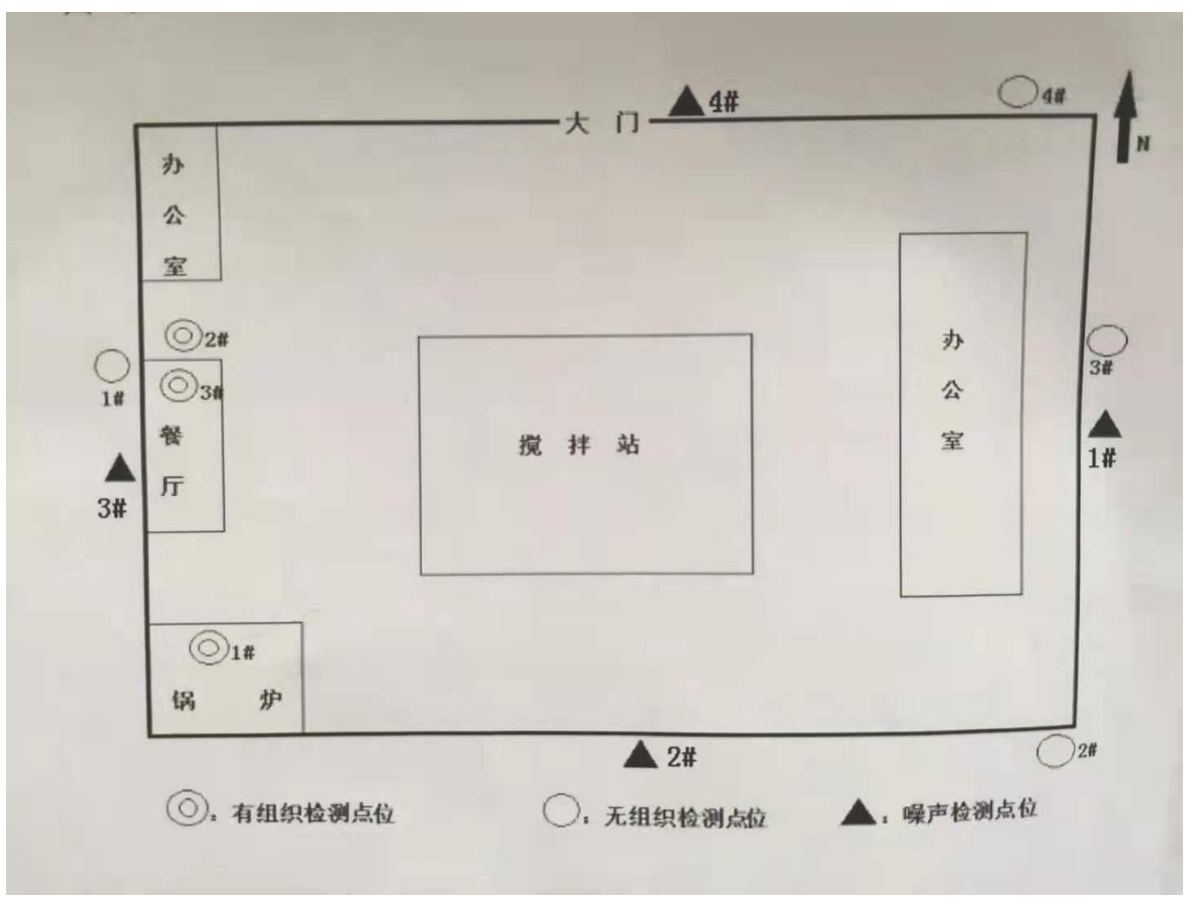 4#
4#
大 门
N
办
公
室
2#
3#
1#
餐
厅
3#
搅 拌 站
办
公
室
3#
1#
1#
锅 炉
2#
2#
◎：有组织检测点位
○：无组织检测点位
▲：噪声检测点位